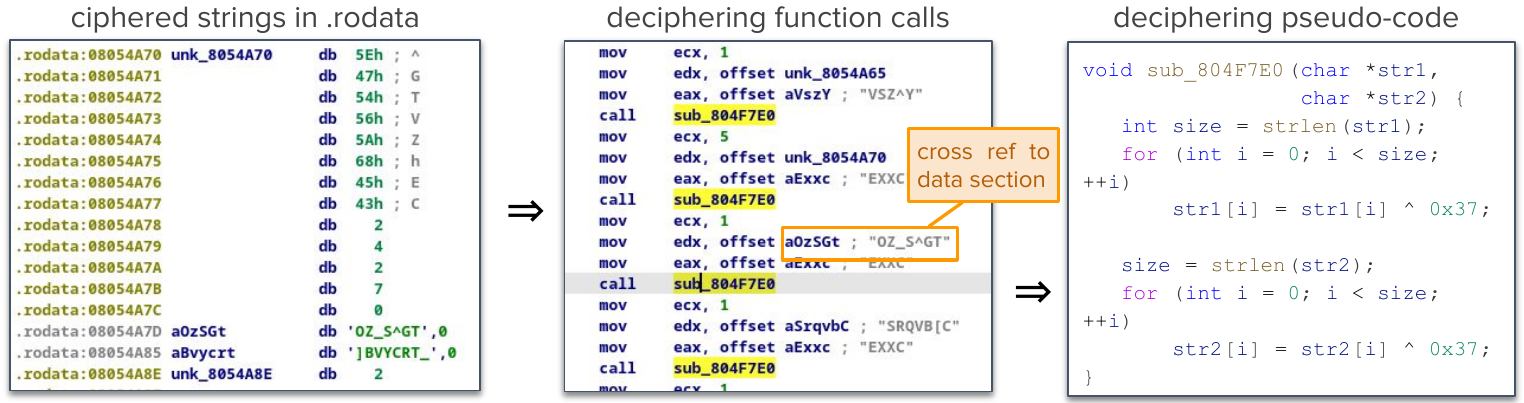 ciphered strings in .rodata
.rodata:08054A70 unk_8054A70 db 5Eh ; ^
.rodata:08054A71 db 47h ; G
.rodata:08054A72 db 54h ; T
.rodata:08054A73 db 56h ; V
.rodata:08054A74 db 5Ah ; Z
.rodata:08054A75 db 68h ; h
.rodata:08054A76 db 45h ; E
.rodata:08054A77 db 43h ; C
.rodata:08054A78 db 2
.rodata:08054A79 db 4
.rodata:08054A7A db 2
.rodata:08054A7B db 7
.rodata:08054A7C db 0
.rodata:08054A7D aOzSGt db 'OZ_S^GT',0
.rodata:08054A85 aBvycrt db ']BVYCRT_',0
.rodata:08054A8E unk_8054A8E db 2
⇒
deciphering function calls
mov ecx, 1
mov edx, offset unk_8054A65
mov eax, offset aVszY ; "VSZ^Y"
call sub_804F7E0
mov ecx, 5
mov edx, offset unk_8054A70
mov eax, offset aExxc ; "EXXC
call sub_804F7E0
mov ecx, 1
mov edx, offset aOzSGt ; "OZ_S^GT"
mov eax, offset aExxc ; "EXXC"
call sub_804F7E0
mov ecx, 1
mov edx, offset aSrqvbC ; "SRQVB[C"
mov eax, offset aExxc ; "EXXC"
call sub_804F7E0
mov ecx, 1
cross ref to
data section
⇒
deciphering pseudo-code
void sub_804F7E0(char *str1,
char *str2) {
int size = strlen(str1);
for (int i = 0; i < size;
++i)
str1[i] = str1[i] ^ 0x37;
size = strlen(str2);
for (int i = 0; i < size;
++i)
str2[i] = str2[i] ^ 0x37;
}